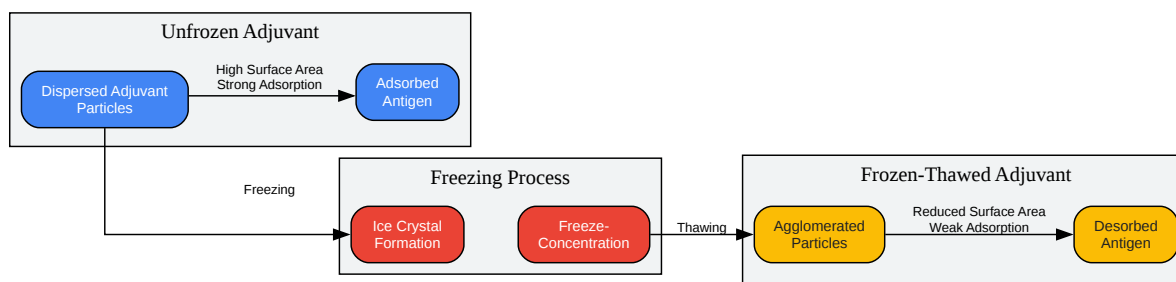 Unfrozen Adjuvant
Dispersed Adjuvant
Particles
High Surface Area
Strong Adsorption
Adsorbed
Antigen
Freezing
Freezing Process
Ice Crystal
Formation
Freeze-
Concentration
Thawing
Frozen-Thawed Adjuvant
Agglomerated
Particles
Reduced Surface Area
Weak Adsorption
Desorbed
Antigen